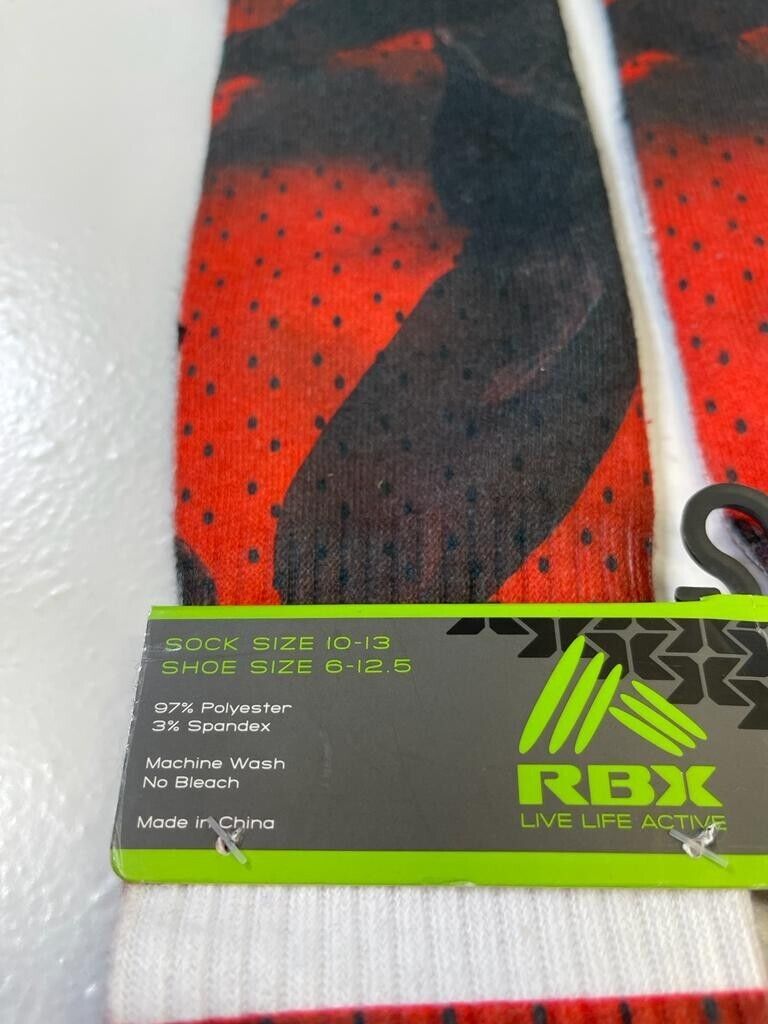 SOCK SIZE 10-13
SHOE SIZE 6-12.5
97% Polyester
3% Spandex
Machine Wash
No Bleach
Made in China
RBX
LIVE LIFE ACTIVE